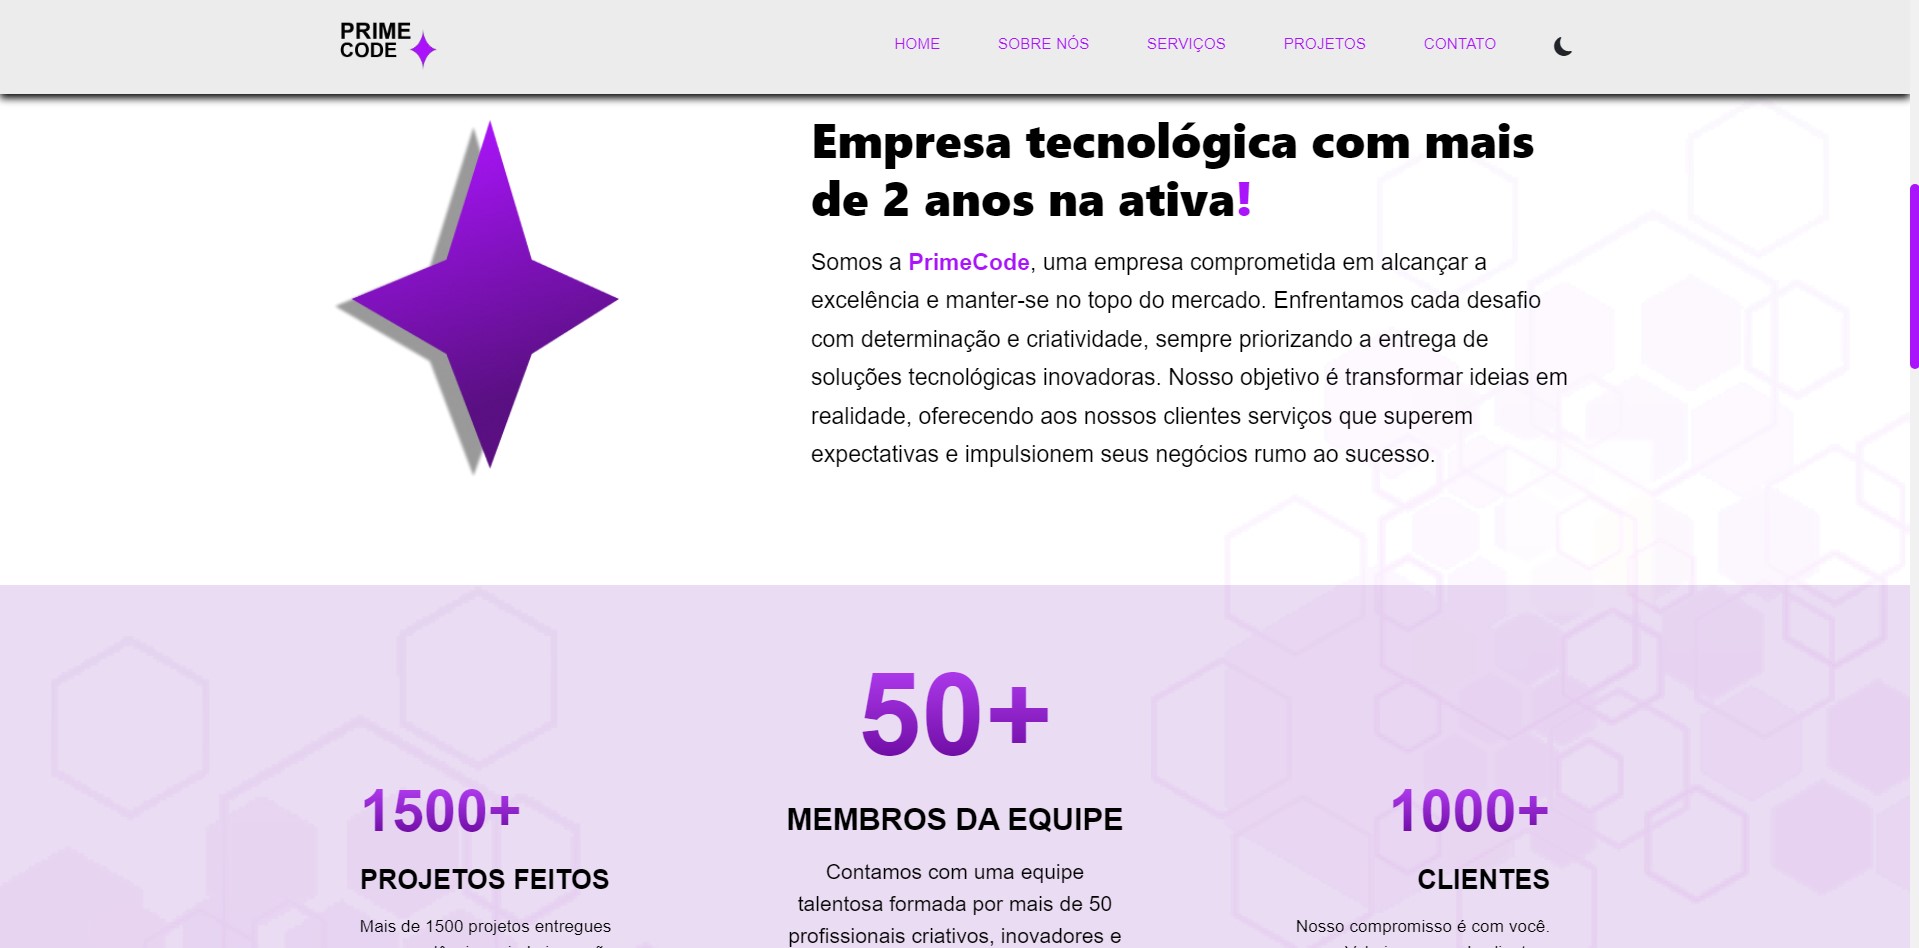 PRIME
CODE
HOME
SOBRE NÓS
SERVIÇOS
PROJETOS
CONTATO
Empresa tecnológica com mais
de 2 anos na ativa!
Somos a PrimeCode, uma empresa comprometida em alcançar a
excelência e manter-se no topo do mercado. Enfrentamos cada desafio
com determinação e criatividade, sempre priorizando a entrega de
soluções tecnológicas inovadoras. Nosso objetivo é transformar ideias em
realidade, oferecendo aos nossos clientes serviços que superem
expectativas e impulsionem seus negócios rumo ao sucesso.
1500+
PROJETOS FEITOS
Mais de 1500 projetos entregues
50+
MEMBROS DA EQUIPE
Contamos com uma equipe
talentosa formada por mais de 50
profissionais criativos, inovadores e
1000+
CLIENTES
Nosso compromisso é com você.